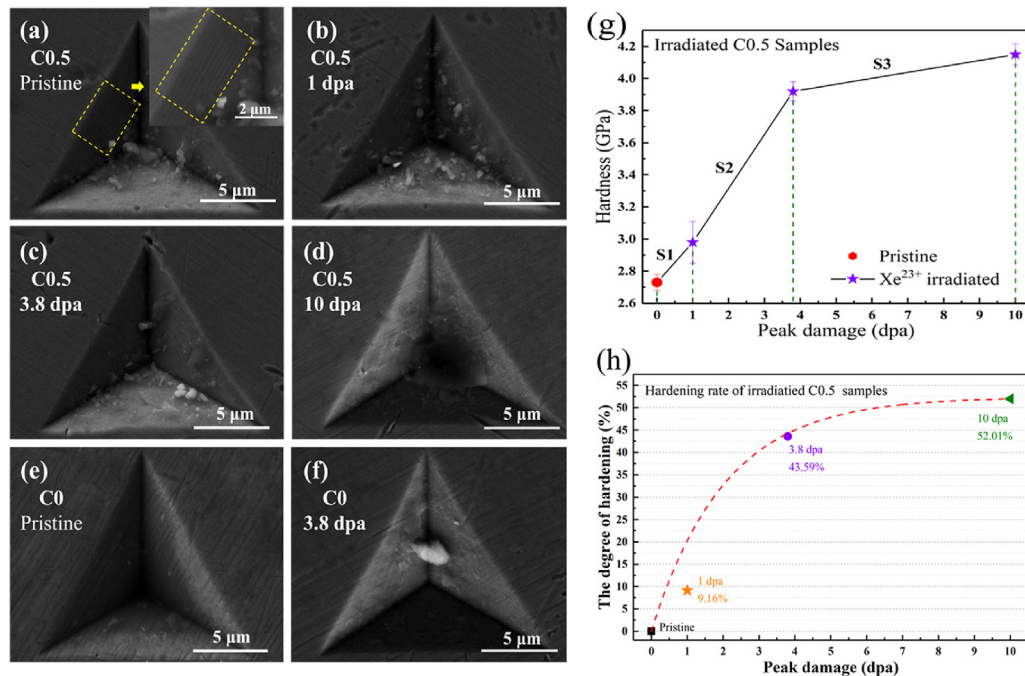 (a)
C0.5
Pristine
2 μm
5 μm
(b)
C0.5
1 dpa
5 μm
(c)
C0.5
3.8 dpa
5 μm
(d)
C0.5
10 dpa
5 μm
(e)
C0
Pristine
5 μm
(f)
C0
3.8 dpa
5 μm
(g)
Irradiated C0.5 Samples
Hardness (GPa)
4.2
4.0
3.8
3.6
3.4
3.2
3.0
2.8
2.6
S1
S2
S3
Pristine
Xe²³⁺ irradiated
0 1 2 3 4 5 6 7 8 9 10
Peak damage (dpa)
(h)
Hardening rate of irradiatied C0.5 samples
The degree of hardening (%)
55
50
45
40
35
30
25
20
15
10
5
0
10 dpa
52.01%
3.8 dpa
43.59%
1 dpa
9.16%
Pristine
0 1 2 3 4 5 6 7 8 9 10
Peak damage (dpa)